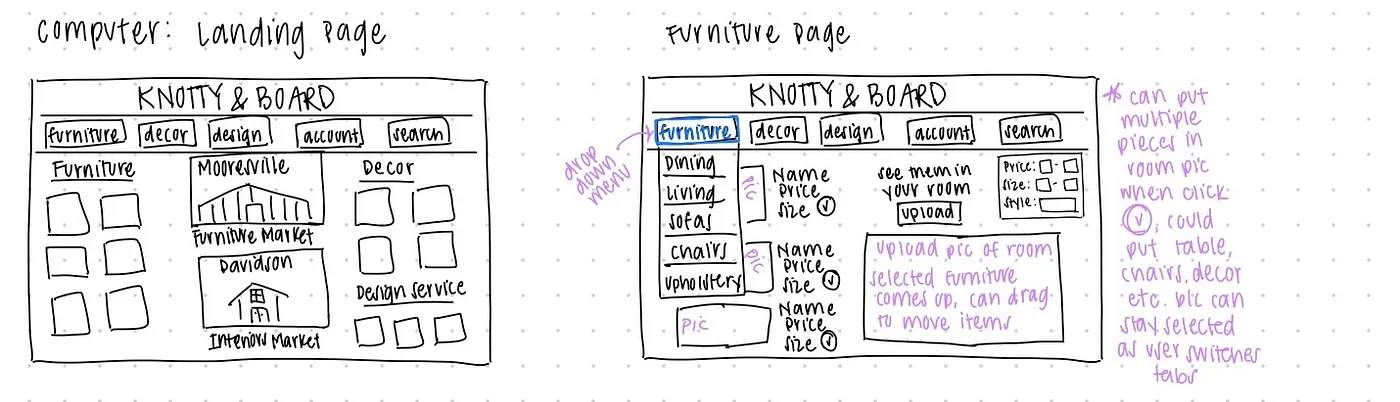 Computer: Landing Page
KNOTTY & BOARD
furniture decor design account search
Furniture
Mooresville
Furniture Market
Davidson
Interiors Market
Decor
Design Service
Furniture Page
KNOTTY & BOARD
furniture decor design account search
drop
down
menu
Dining
Living
sofas
chairs
upholstery
pic
Name
Price
size ✓
pic
Name
Price
size ✓
pic
Name
Price
size ✓
see them in
your room
upload
Price: -
size: -
style:
upload pic of room
selected furniture
comes up, can drag
to move items
* can put
multiple
pieces in
room pic
when click
✓, could
put table,
chairs, decor
etc. b/c can
stay selected
as user switches
tabs